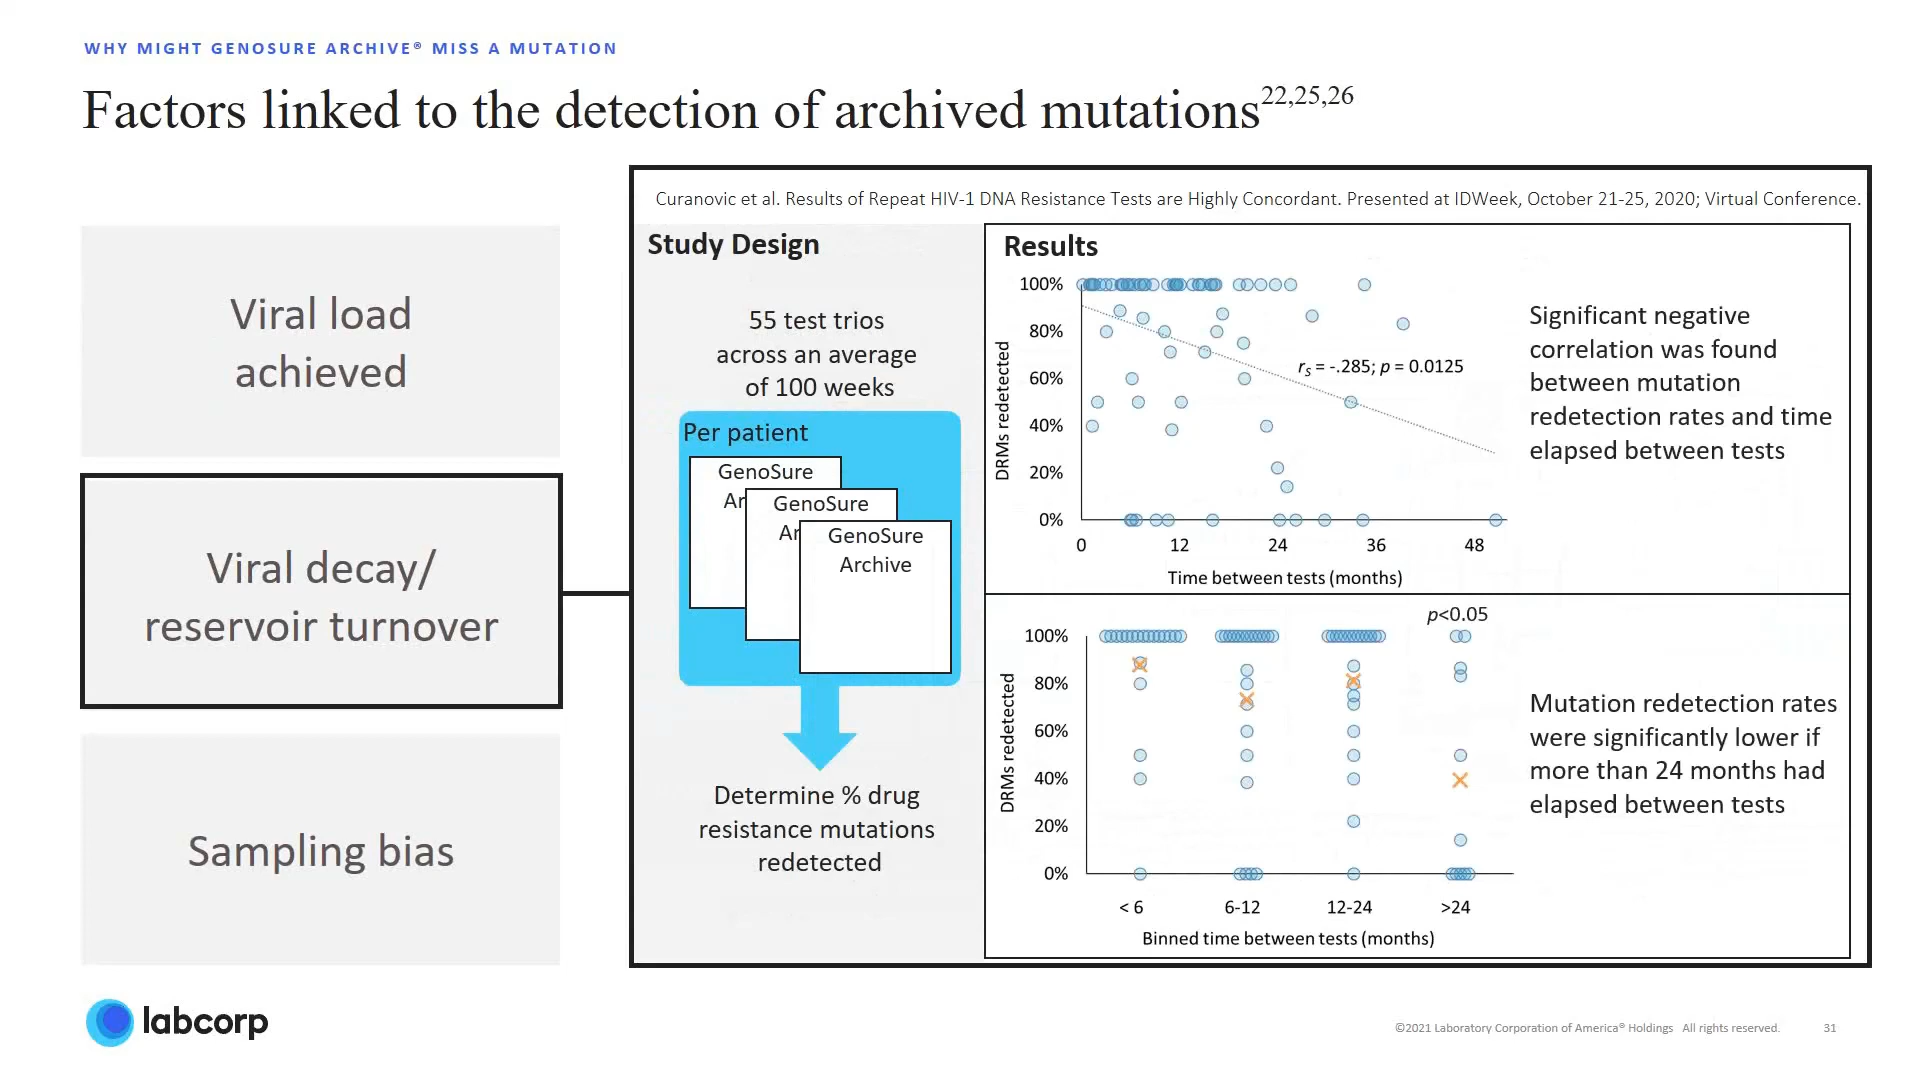 WHY MIGHT GENOSURE ARCHIVE® MISS A MUTATION
Factors linked to the detection of archived mutations22,25,26
Viral load
achieved
Viral decay/
reservoir turnover
Sampling bias
Curanovic et al. Results of Repeat HIV-1 DNA Resistance Tests are Highly Concordant. Presented at IDWeek, October 21-25, 2020; Virtual Conference.
Study Design
55 test trios
across an average
of 100 weeks
Per patient
GenoSure
Ar
GenoSure
Ar
GenoSure
Archive
Determine % drug
resistance mutations
redetected
Results
DRMs redetected
100%
80%
60%
40%
20%
0%
rs = -.285; p = 0.0125
0 12 24 36 48
Time between tests (months)
Significant negative
correlation was found
between mutation
redetection rates and time
elapsed between tests
p<0.05
DRMs redetected
100%
80%
60%
40%
20%
0%
< 6 6-12 12-24 >24
Binned time between tests (months)
Mutation redetection rates
were significantly lower if
more than 24 months had
elapsed between tests
labcorp
©2021 Laboratory Corporation of America® Holdings All rights reserved. 31